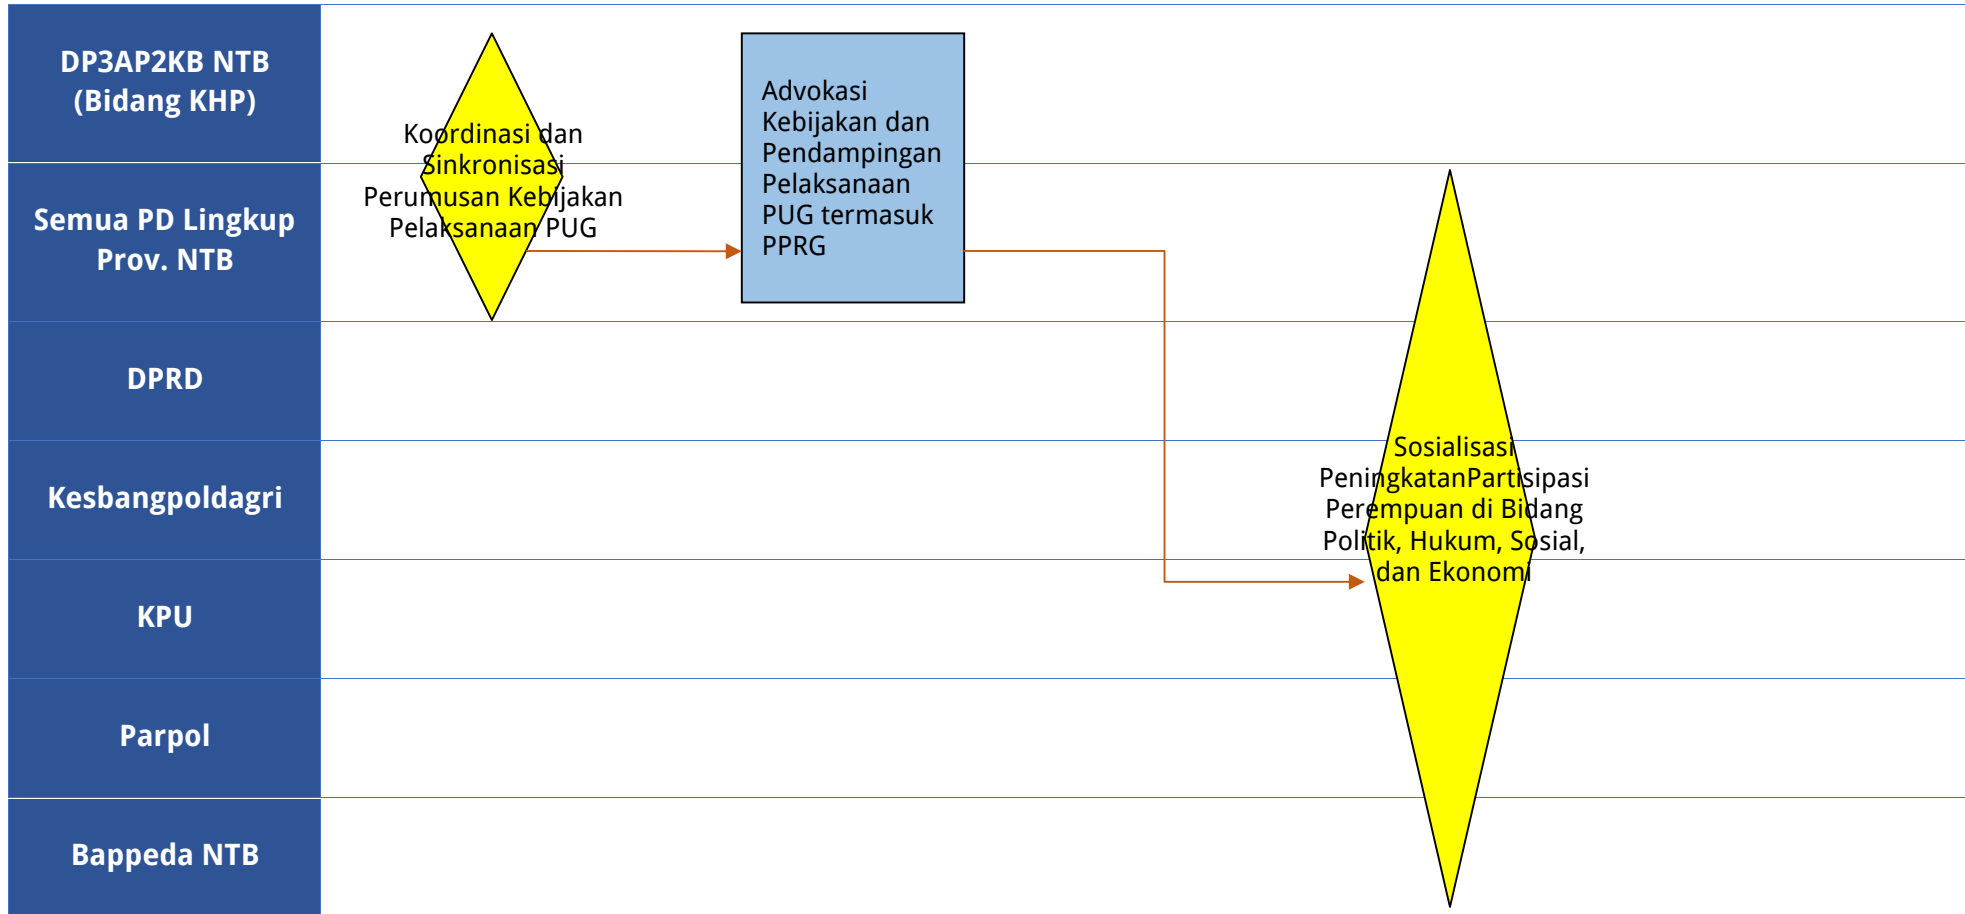 DP3AP2KB NTB
(Bidang KHP)
Koordinasi dan
Sinkronisasi
Perumusan Kebijakan
Pelaksanaan PUG
Advokasi
Kebijakan dan
Pendampingan
Pelaksanaan
PUG termasuk
PPRG
Semua PD Lingkup
Prov. NTB
DPRD
Kesbangpoldagri
Sosialisasi
PeningkatanPartisipasi
Perempuan di Bidang
Politik, Hukum, Sosial,
dan Ekonomi
KPU
Parpol
Bappeda NTB